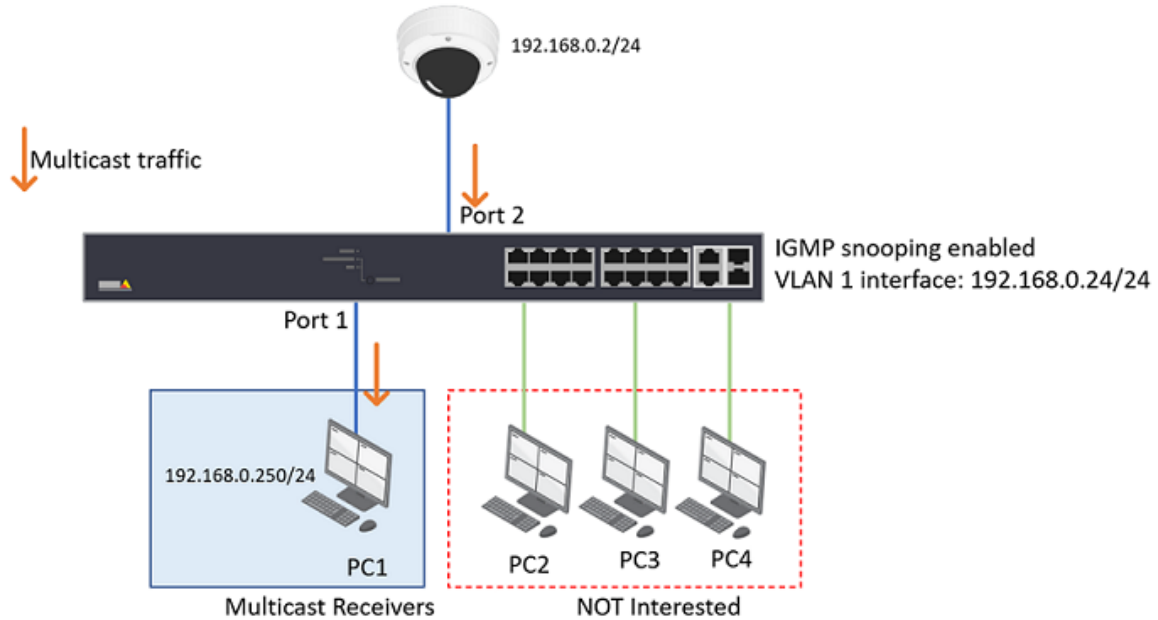 192.168.0.2/24
Multicast traffic
Port 2
IGMP snooping enabled
VLAN 1 interface: 192.168.0.24/24
Port 1
192.168.0.250/24
PC1
PC2
PC3
PC4
Multicast Receivers
NOT Interested